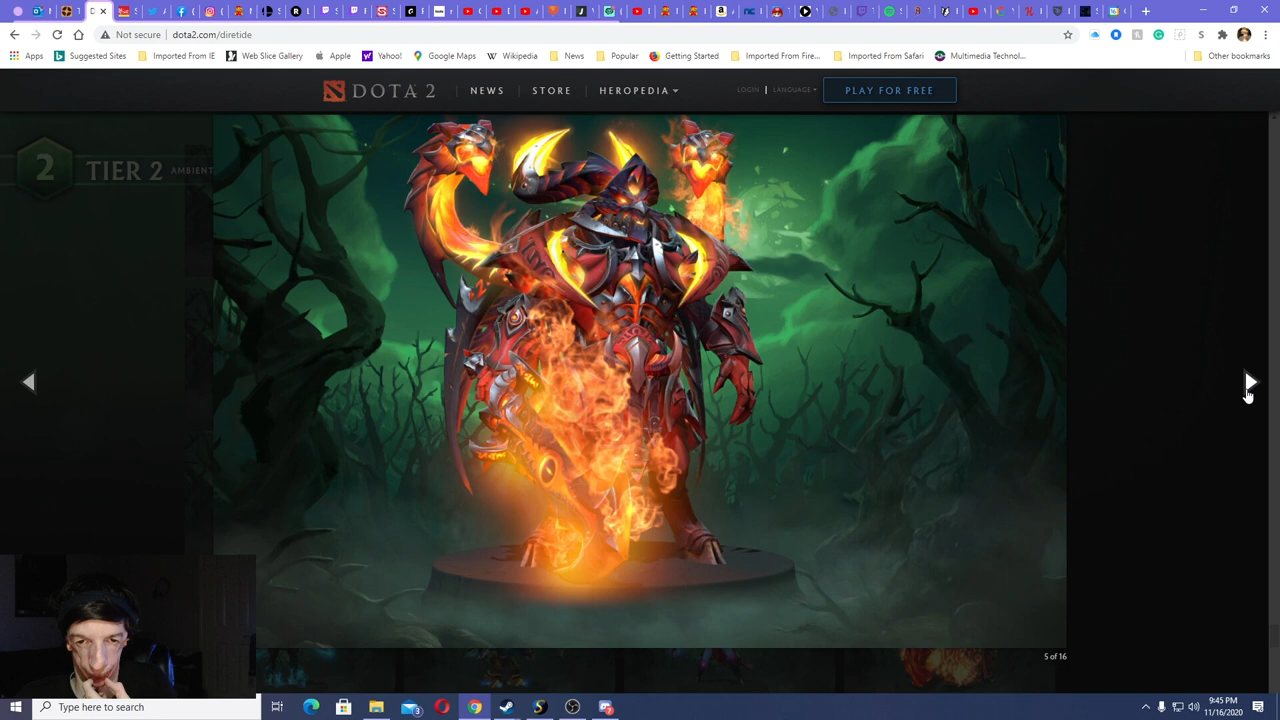 Not secure dota2.com/diretide
Apps Suggested Sites Imported From IE Web Slice Gallery Apple Yahoo! Google Maps Wikipedia News Popular Getting Started Imported From Fire... Imported From Safari Multimedia Technol... Other bookmarks
DOTA 2 NEWS STORE HEROPEDIA LOGIN LANGUAGE PLAY FOR FREE
2 TIER 2 AMBIENT
5 of 16
Type here to search
9:45 PM
11/16/2020